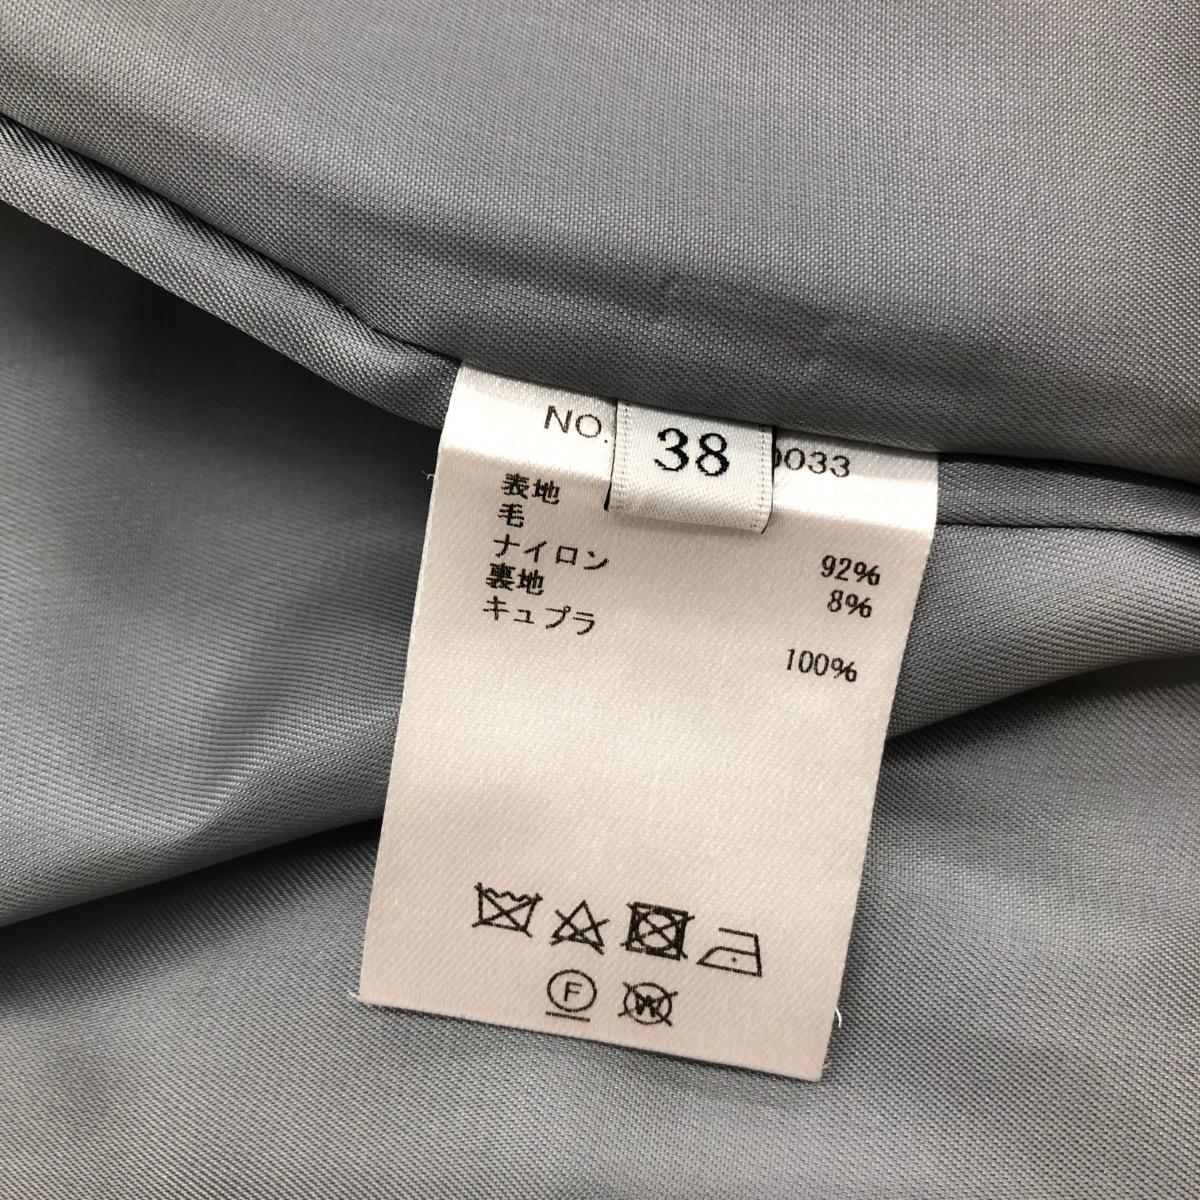 NO. 0033
38
表地
毛 92%
ナイロン 8%
裏地
キュプラ 100%
F
W